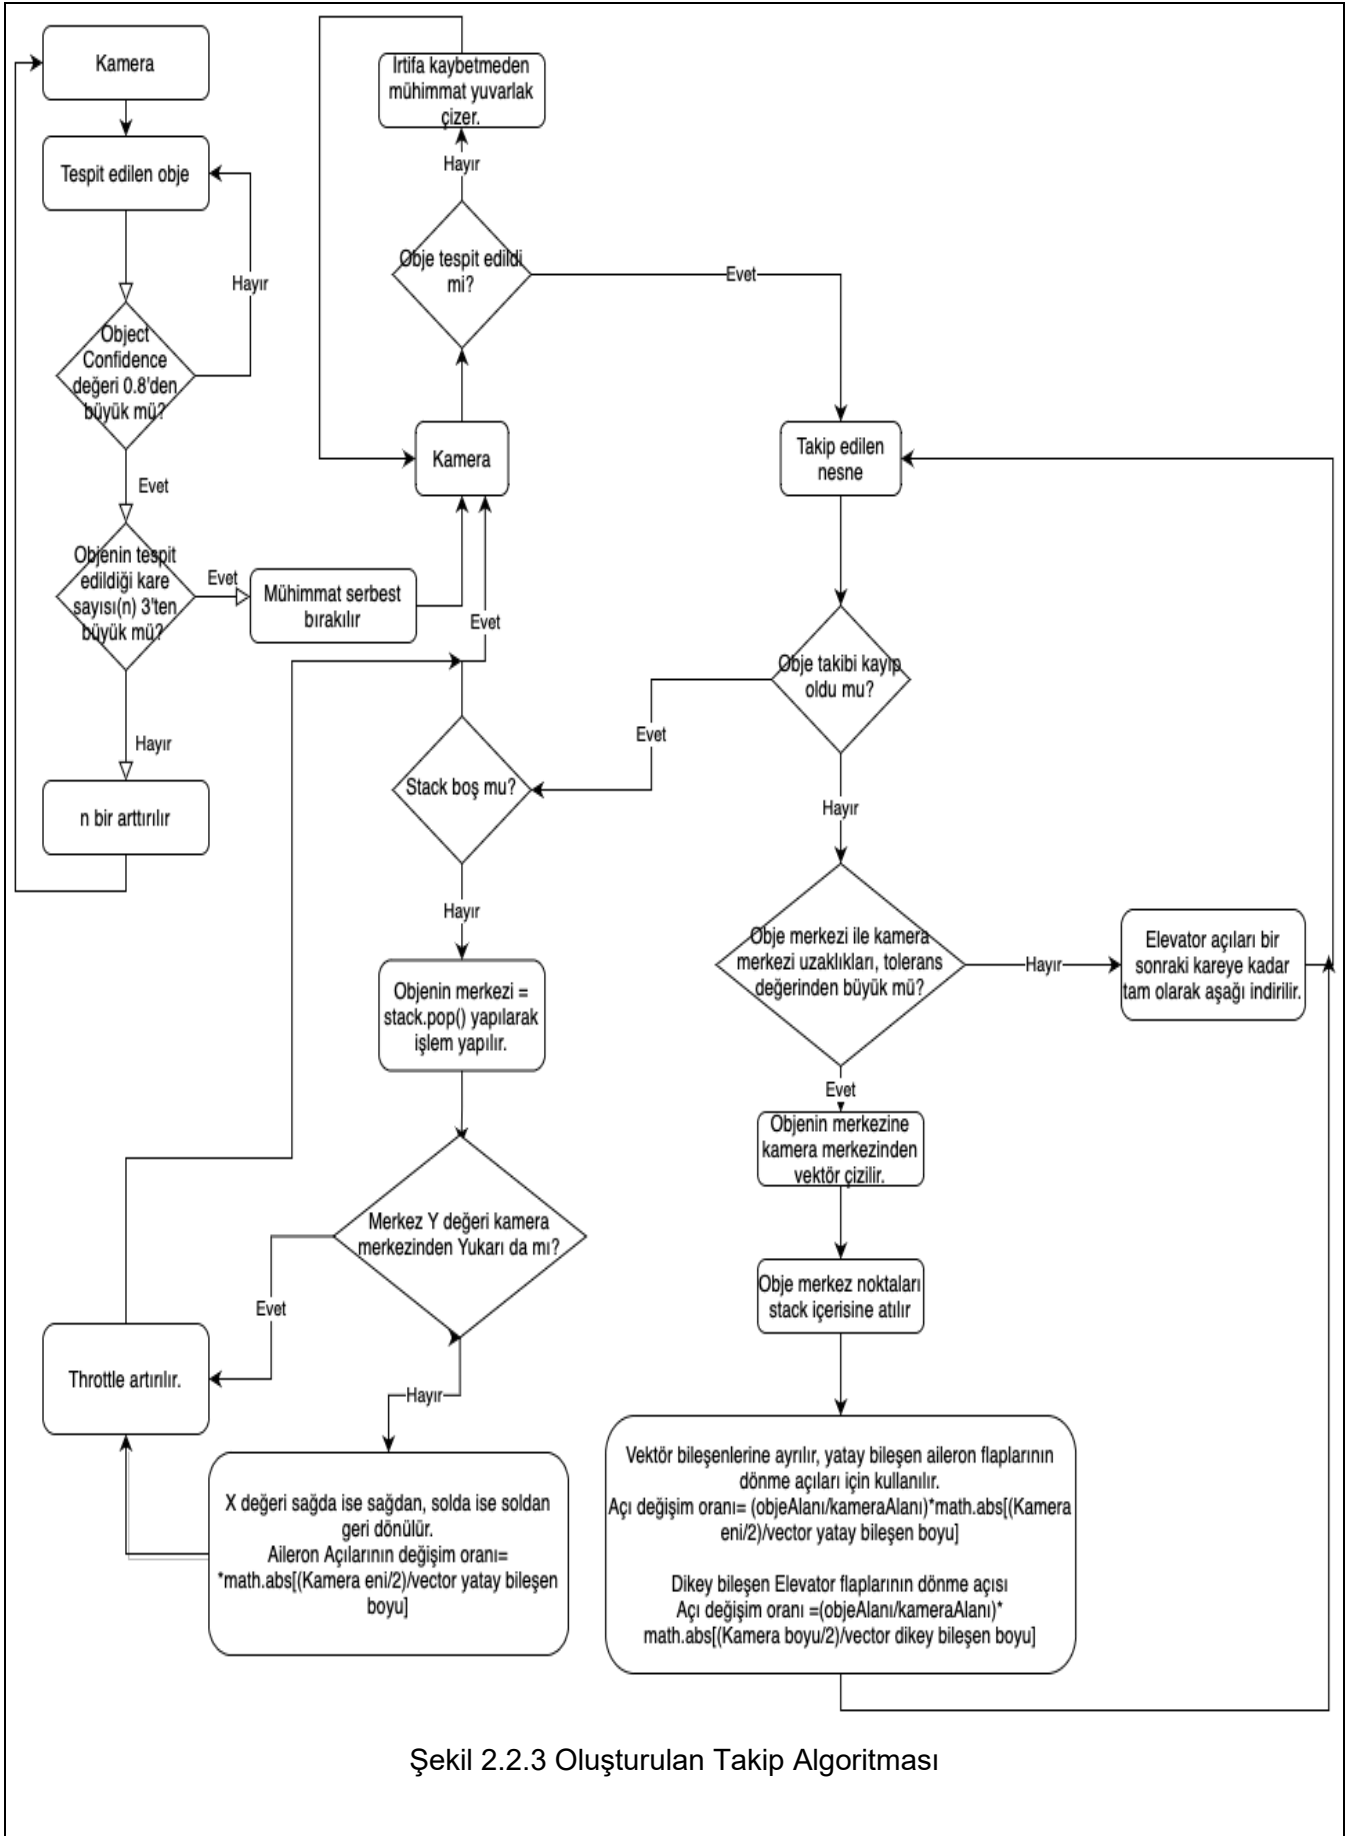 Kamera
Tespit edilen obje
Hayır
Object
Confidence
değeri 0.8'den
büyük mü?
Evet
Objenin tespit
edildiği kare
sayısı(n) 3'ten
büyük mü?
Evet
Mühimmat serbest
bırakılır
Hayır
n bir arttırılır
İrtifa kaybetmeden
mühimmat yuvarlak
çizer.
Hayır
Obje tespit edildi
mi?
Evet
Kamera
Takip edilen
nesne
Evet
Obje takibi kayıp
oldu mu?
Evet
Stack boş mu?
Hayır
Hayır
Objenin merkezi =
stack.pop() yapılarak
işlem yapılır.
Obje merkezi ile kamera
merkezi uzaklıkları, tolerans
değerinden büyük mü?
Hayır
Elevator açıları bir
sonraki kareye kadar
tam olarak aşağı indirilir.
Evet
Objenin merkezine
kamera merkezinden
vektör çizilir.
Merkez Y değeri kamera
merkezinden Yukarı da mı?
Evet
Obje merkez noktaları
stack içerisine atılır
Throttle artırılır.
Hayır
X değeri sağda ise sağdan, solda ise soldan
geri dönülür.
Aileron Açılarının değişim oranı=
*math.abs[(Kamera eni/2)/vector yatay bileşen
boyu]
Vektör bileşenlerine ayrılır, yatay bileşen aileron flaplarının
dönme açıları için kullanılır.
Açı değişim oranı= (objeAlanı/kameraAlanı)*math.abs[(Kamera
eni/2)/vector yatay bileşen boyu]
Dikey bileşen Elevator flaplarının dönme açısı
Açı değişim oranı =(objeAlanı/kameraAlanı)*
math.abs[(Kamera boyu/2)/vector dikey bileşen boyu]
Şekil 2.2.3 Oluşturulan Takip Algoritması